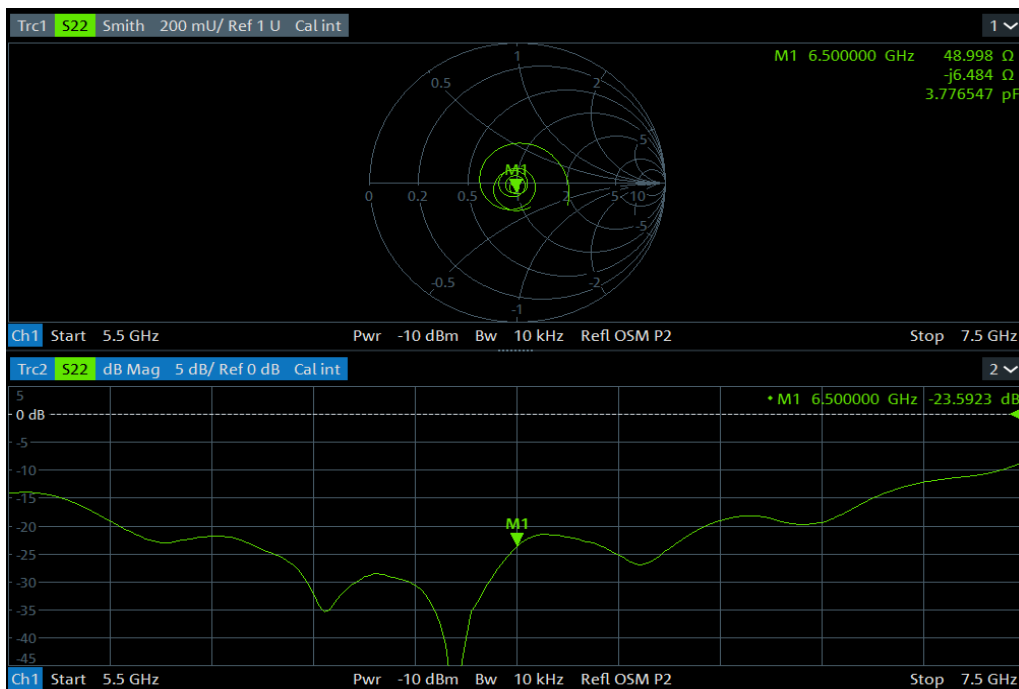 Trc1 S22 Smith 200 mU/ Ref 1 U Cal int 1
M1 6.500000 GHz 48.998 Ω
-j6.484 Ω
3.776547 pF
1
0.5 2
5
M1
0 0.2 0.5 1 2 5 10
-5
-0.5 -2
-1
Ch1 Start 5.5 GHz Pwr -10 dBm Bw 10 kHz Refl OSM P2 Stop 7.5 GHz
Trc2 S22 dB Mag 5 dB/ Ref 0 dB Cal int 2
5
• M1 6.500000 GHz -23.5923 dB
0 dB
-5
-10
-15
-20
M1
-25
-30
-35
-40
-45
Ch1 Start 5.5 GHz Pwr -10 dBm Bw 10 kHz Refl OSM P2 Stop 7.5 GHz